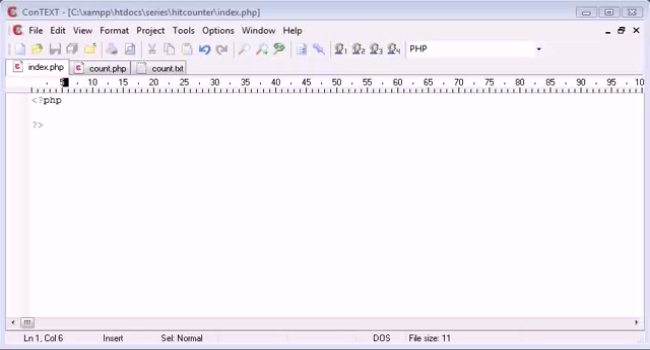 ConTEXT - [C:\xampp\htdocs\series\hitcounter\index.php]
File Edit View Format Project Tools Options Window Help
1 2 3 4 PHP
index.php count.php count.txt
5 10 15 20 25 30 35 40 45 50 55 60 65 70 75 80 85 90 95 10
<?php
?>
Ln 1, Col 6 Insert Sel: Normal DOS File size: 11